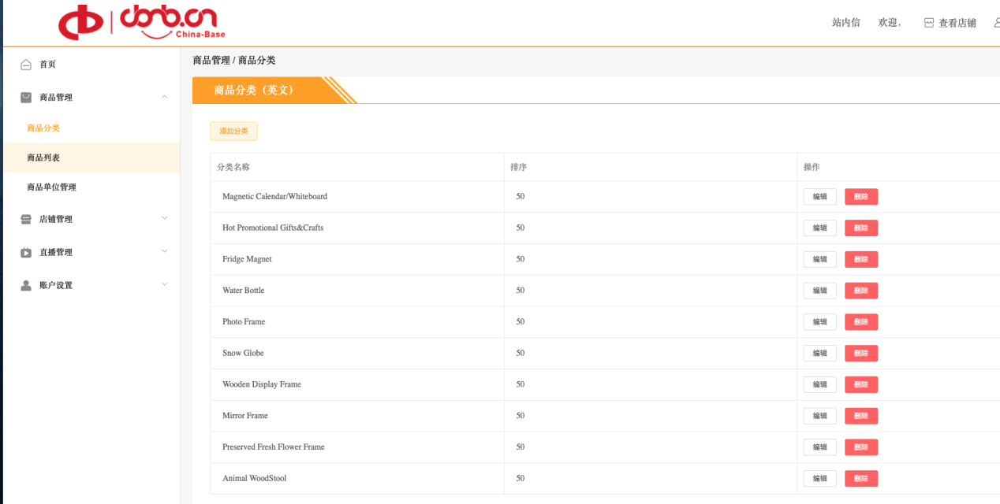 cbnb.cn
China-Base
站内信 欢迎, 查看店铺
首页
商品管理
商品分类
商品列表
商品单位管理
店铺管理
直播管理
账户设置
商品管理 / 商品分类
商品分类（英文）
添加分类
分类名称 排序 操作
Magnetic Calendar/Whiteboard 50 编辑 删除
Hot Promotional Gifts&Crafts 50 编辑 删除
Fridge Magnet 50 编辑 删除
Water Bottle 50 编辑 删除
Photo Frame 50 编辑 删除
Snow Globe 50 编辑 删除
Wooden Display Frame 50 编辑 删除
Mirror Frame 50 编辑 删除
Preserved Fresh Flower Frame 50 编辑 删除
Animal WoodStool 50 编辑 删除